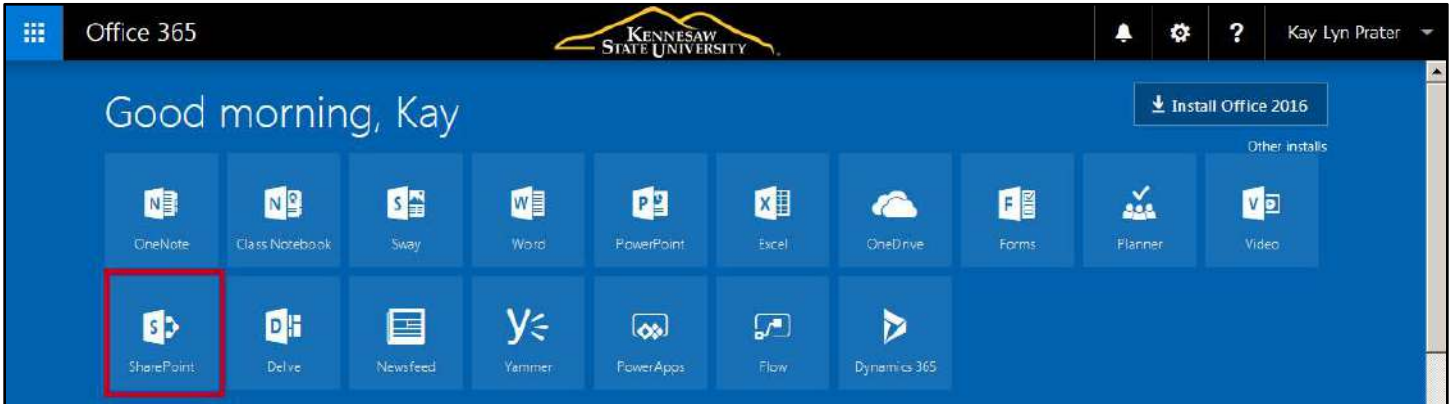 Office 365
KENNESAW
STATE UNIVERSITY
?
Kay Lyn Prater
Good morning, Kay
Install Office 2016
Other installs
OneNote
Class Notebook
Sway
Word
PowerPoint
Excel
OneDrive
Forms
Planner
Video
SharePoint
Delve
Newsfeed
Yammer
PowerApps
Flow
Dynamics 365